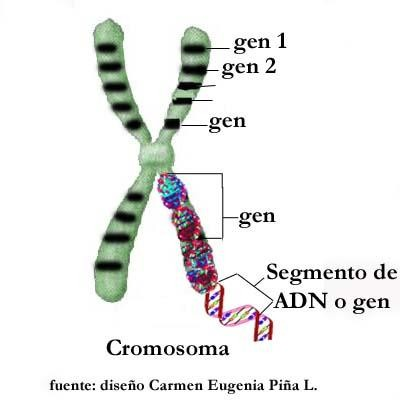 gen 1
gen 2
gen
gen
Segmento de
ADN o gen
Cromosoma
fuente: diseño Carmen Eugenia Piña L.